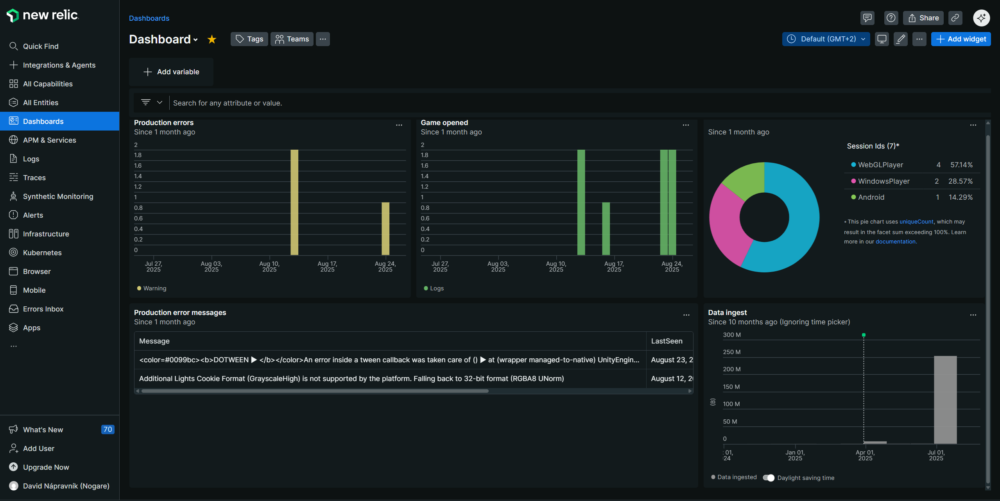 new relic
Quick Find
Integrations & Agents
All Capabilities
All Entities
Dashboards
APM & Services
Logs
Traces
Synthetic Monitoring
Alerts
Infrastructure
Kubernetes
Browser
Mobile
Errors Inbox
Apps
...
What's New 70
Add User
Upgrade Now
David Nápravník (Nogare)
Dashboards
Share
Dashboard Tags Teams ...
Default (GMT+2) ... Add widget
Add variable
Search for any attribute or value.
Production errors ...
Since 1 month ago
2
1.8
1.6
1.4
1.2
1
0.8
0.6
0.4
0.2
0
Jul 27, 2025 Aug 03, 2025 Aug 10, 2025 Aug 17, 2025 Aug 24, 2025
Warning
Game opened ...
Since 1 month ago
2
1.8
1.6
1.4
1.2
1
0.8
0.6
0.4
0.2
0
Jul 27, 2025 Aug 03, 2025 Aug 10, 2025 Aug 17, 2025 Aug 24, 2025
Logs
...
Since 1 month ago
Session Ids (7)*
WebGLPlayer 4 57.14%
WindowsPlayer 2 28.57%
Android 1 14.29%
* This pie chart uses uniqueCount, which may
result in the facet sum exceeding 100%. Learn
more in our documentation.
Production error messages ...
Since 1 month ago
Message LastSeen
<color=#0099bc><b>DOTWEEN ► </b></color>An error inside a tween callback was taken care of () ► at (wrapper managed-to-native) UnityEngin... August 23, 2
Additional Lights Cookie Format (GrayscaleHigh) is not supported by the platform. Falling back to 32-bit format (RGBA8 UNorm) August 12, 20
Data ingest ...
Since 10 months ago (Ignoring time picker)
300 M
250 M
200 M
150 M
100 M
50 M
0
(B)
01, 24 Jan 01, 2025 Apr 01, 2025 Jul 01, 2025
Data ingested Daylight saving time